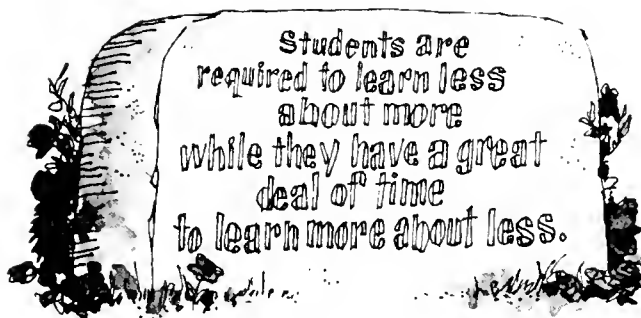 Students are
required to learn less
about more
while they have a great
deal of time
to learn more about less.